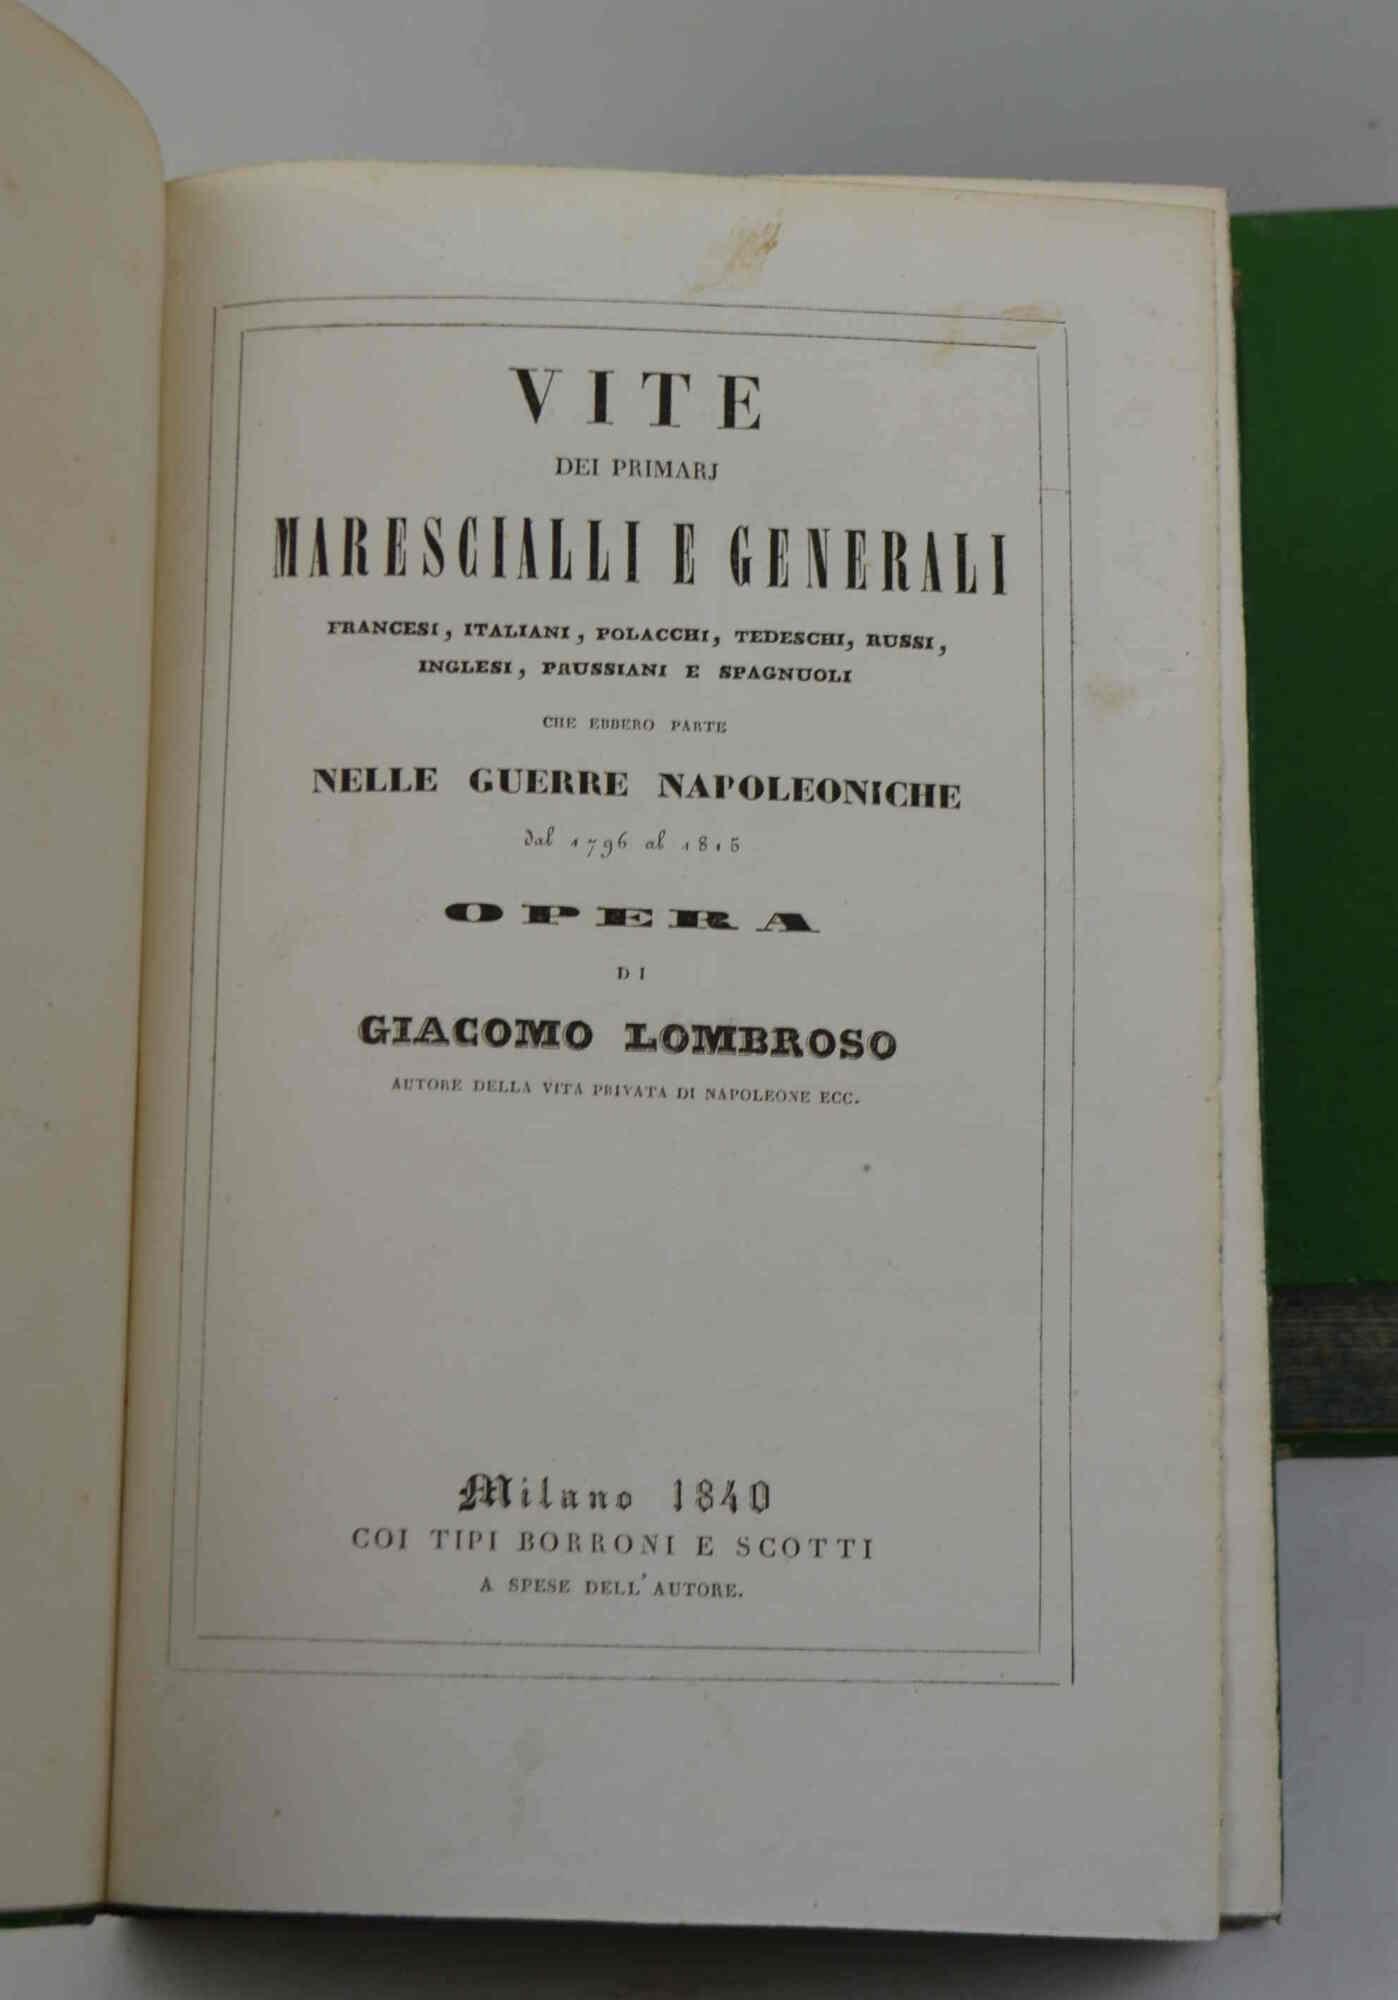 VITE
DEI PRIMARJ
MARESCIALLI E GENERALI
FRANCESI, ITALIANI, POLACCHI, TEDESCHI, RUSSI,
INGLESI, PRUSSIANI E SPAGNUOLI
CHE EBBERO PARTE
NELLE GUERRE NAPOLEONICHE
dal 1796 al 1815
OPERA
DI
GIACOMO LOMBROSO
AUTORE DELLA VITA PRIVATA DI NAPOLEONE ECC.
Milano 1840
COI TIPI BORRONI E SCOTTI
A SPESE DELL'AUTORE.